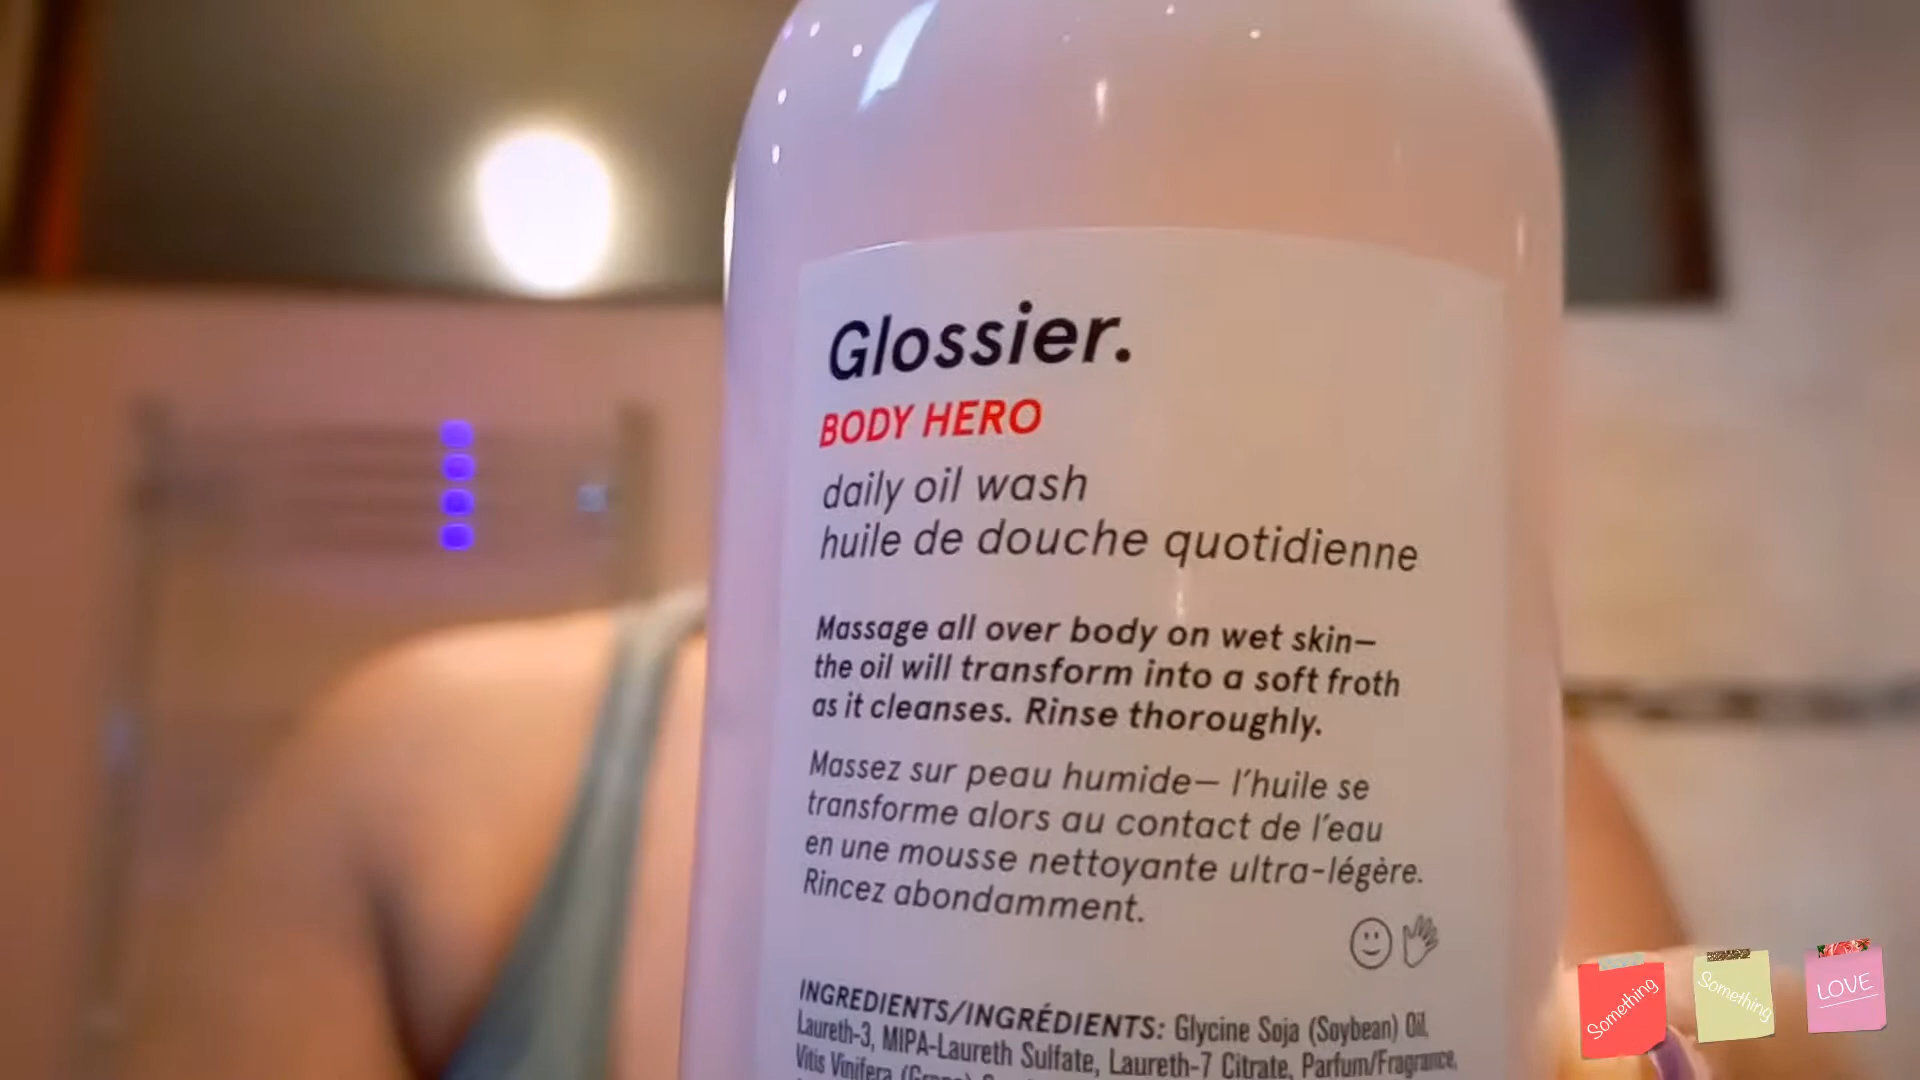 Glossier.
BODY HERO
daily oil wash
huile de douche quotidienne
Massage all over body on wet skin—
the oil will transform into a soft froth
as it cleanses. Rinse thoroughly.
Massez sur peau humide— l'huile se
transforme alors au contact de l'eau
en une mousse nettoyante ultra-légère.
Rincez abondamment.
INGREDIENTS/INGRÉDIENTS: Glycine Soja (Soybean) Oil,
Laureth-3, MIPA-Laureth Sulfate, Laureth-7 Citrate, Parfum/Fragrance,
Vitis Vinifera (Grape)
Something
Something
LOVE